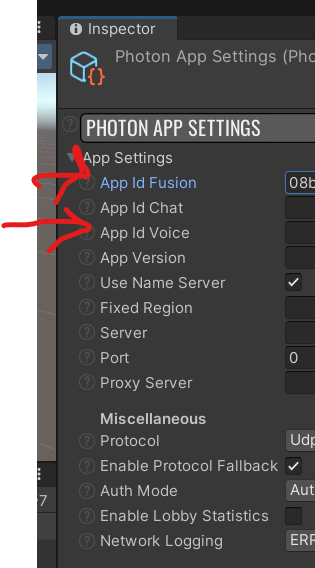 Inspector
Photon App Settings (Pho
PHOTON APP SETTINGS
App Settings
App Id Fusion 08b
App Id Chat
App Id Voice
App Version
Use Name Server
Fixed Region
Server
Port 0
Proxy Server
Miscellaneous
Protocol Udp
Enable Protocol Fallback
Auth Mode Aut
Enable Lobby Statistics
Network Logging ERR